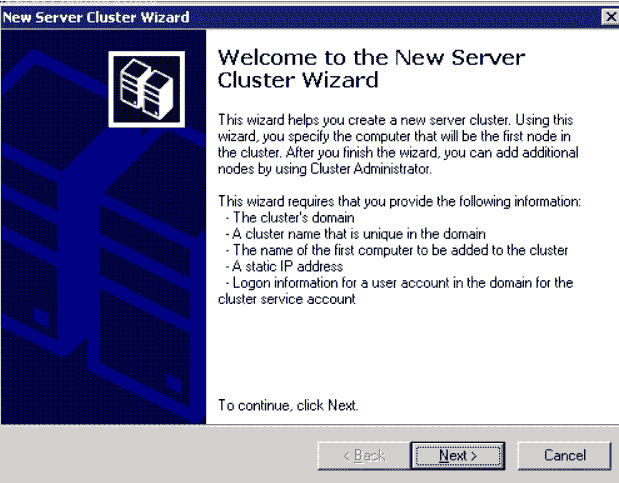 New Server Cluster Wizard
Welcome to the New Server
Cluster Wizard
This wizard helps you create a new server cluster. Using this
wizard, you specify the computer that will be the first node in
the cluster. After you finish the wizard, you can add additional
nodes by using Cluster Administrator.
This wizard requires that you provide the following information:
- The cluster's domain
- A cluster name that is unique in the domain
- The name of the first computer to be added to the cluster
- A static IP address
- Logon information for a user account in the domain for the
cluster service account
To continue, click Next.
< Back Next > Cancel